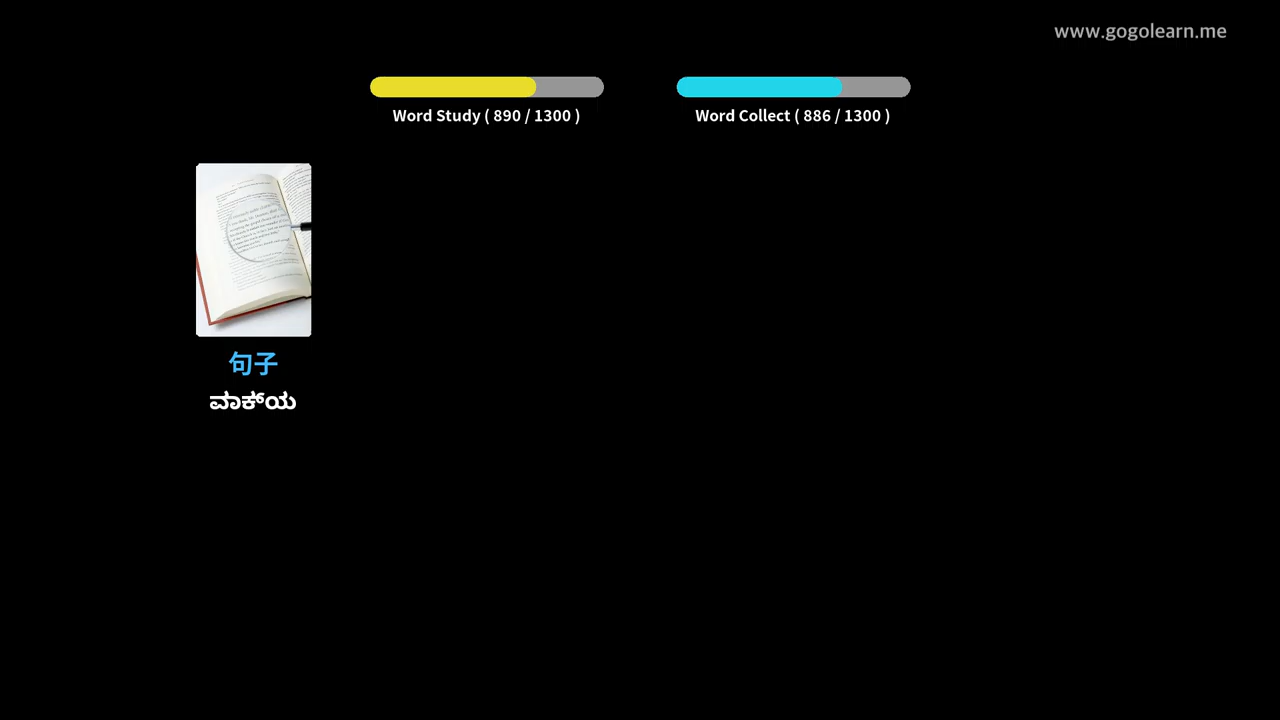 www.gogolearn.me
Word Study ( 890 / 1300 )
Word Collect ( 886 / 1300 )
句子
ವಾಕ್ಯ